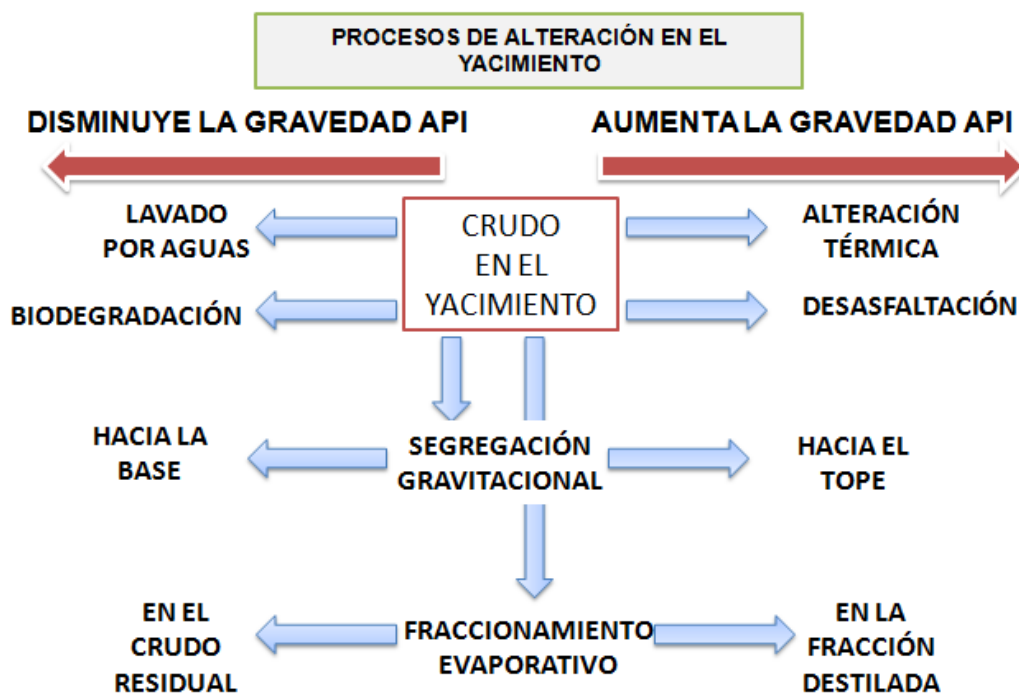 PROCESOS DE ALTERACIÓN EN EL
YACIMIENTO
DISMINUYE LA GRAVEDAD API
AUMENTA LA GRAVEDAD API
LAVADO
POR AGUAS
CRUDO
EN EL
YACIMIENTO
ALTERACIÓN
TÉRMICA
BIODEGRADACIÓN
DESASFALTACIÓN
HACIA LA
BASE
SEGREGACIÓN
GRAVITACIONAL
HACIA EL
TOPE
EN EL
CRUDO
RESIDUAL
FRACCIONAMIENTO
EVAPORATIVO
EN LA
FRACCIÓN
DESTILADA